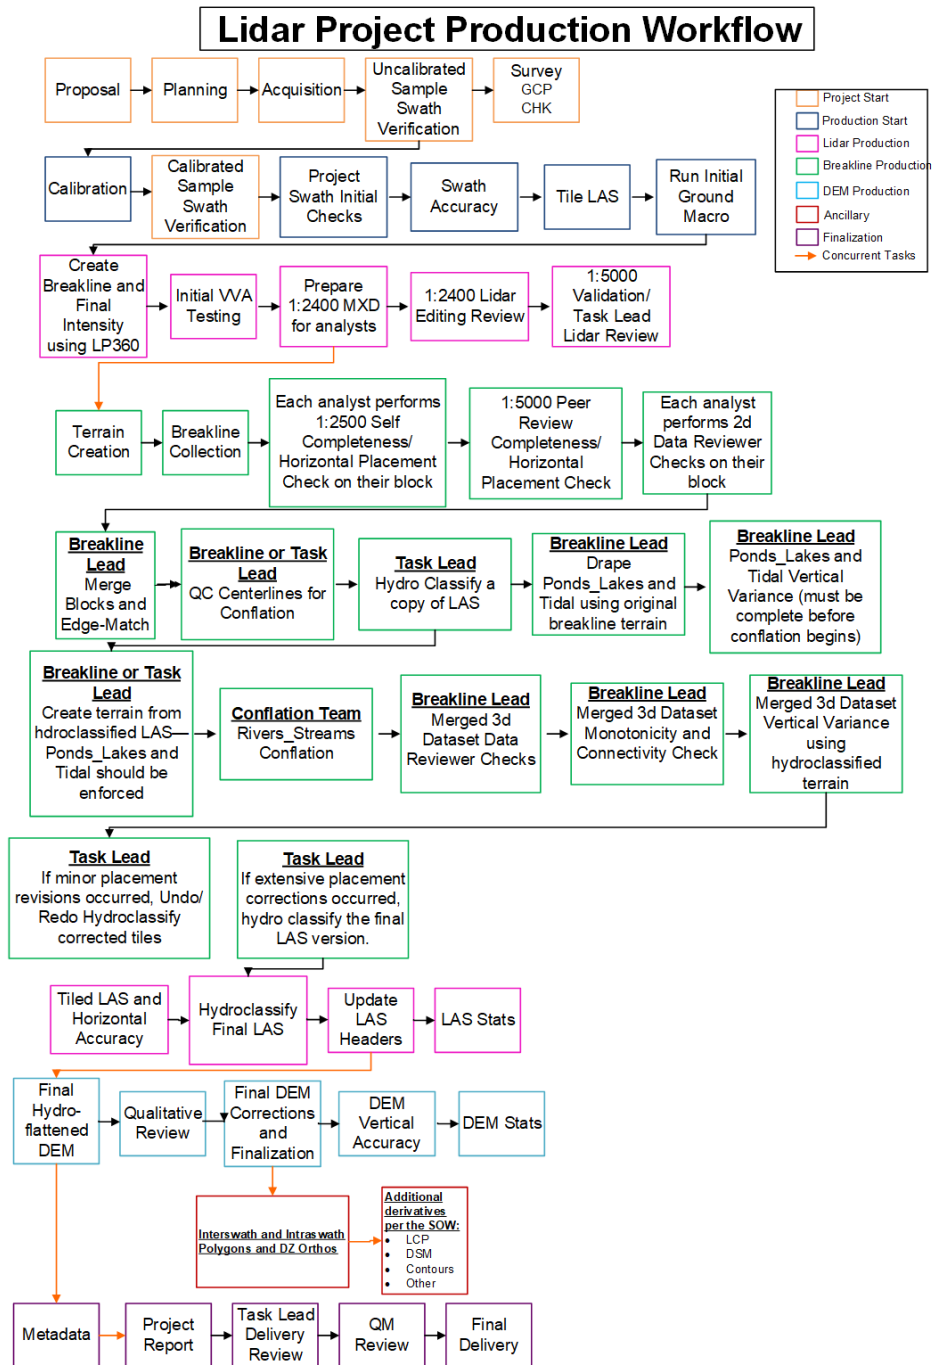 Lidar Project Production Workflow
Proposal
Planning
Acquisition
Uncalibrated
Sample
Swath
Verification
Survey
GCP
CHK
Project Start
Production Start
Lidar Production
Breakline Production
DEM Production
Ancillary
Finalization
Concurrent Tasks
Calibration
Calibrated
Sample
Swath
Verification
Project
Swath Initial
Checks
Swath
Accuracy
Tile LAS
Run Initial
Ground
Macro
Create
Breakline and
Final
Intensity
using LP360
Initial VVA
Testing
Prepare
1:2400 MXD
for analysts
1:2400 Lidar
Editing Review
1:5000
Validation/
Task Lead
Lidar Review
Terrain
Creation
Breakline
Collection
Each analyst performs
1:2500 Self
Completeness/
Horizontal Placement
Check on their block
1:5000 Peer
Review
Completeness/
Horizontal
Placement Check
Each analyst
performs 2d
Data Reviewer
Checks on their
block
Breakline
Lead
Merge
Blocks and
Edge-Match
Breakline or Task
Lead
QC Centerlines for
Conflation
Task Lead
Hydro Classify a
copy of LAS
Breakline Lead
Drape
Ponds_Lakes and
Tidal using original
breakline terrain
Breakline Lead
Ponds_Lakes and
Tidal Vertical
Variance (must be
complete before
conflation begins)
Breakline or Task
Lead
Create terrain from
hdroclassified LAS—
Ponds_Lakes and
Tidal should be
enforced
Conflation Team
Rivers_Streams
Conflation
Breakline Lead
Merged 3d
Dataset Data
Reviewer Checks
Breakline Lead
Merged 3d Dataset
Monotonicity and
Connectivity Check
Breakline Lead
Merged 3d Dataset
Vertical Variance
using
hydroclassified
terrain
Task Lead
If minor placement
revisions occurred, Undo/
Redo Hydroclassify
corrected tiles
Task Lead
If extensive placement
corrections occurred,
hydro classify the final
LAS version.
Tiled LAS and
Horizontal
Accuracy
Hydroclassify
Final LAS
Update
LAS
Headers
LAS Stats
Final
Hydro-
flattened
DEM
Qualitative
Review
Final DEM
Corrections
and
Finalization
DEM
Vertical
Accuracy
DEM Stats
Interswath and Intraswath
Polygons and DZ Orthos
Additional
derivatives
per the SOW:
• LCP
• DSM
• Contours
• Other
Metadata
Project
Report
Task Lead
Delivery
Review
QM
Review
Final
Delivery